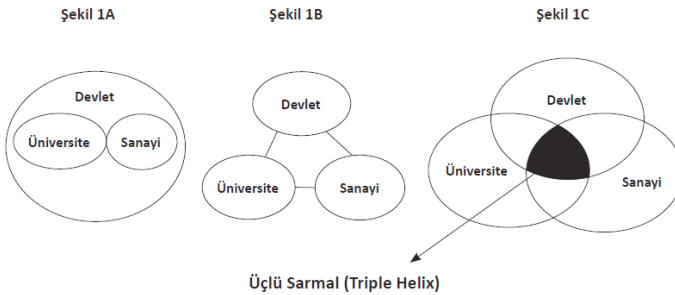 Şekil 1A
Şekil 1B
Şekil 1C
Devlet
Üniversite
Sanayi
Devlet
Üniversite
Sanayi
Devlet
Üniversite
Sanayi
Üçlü Sarmal (Triple Helix)